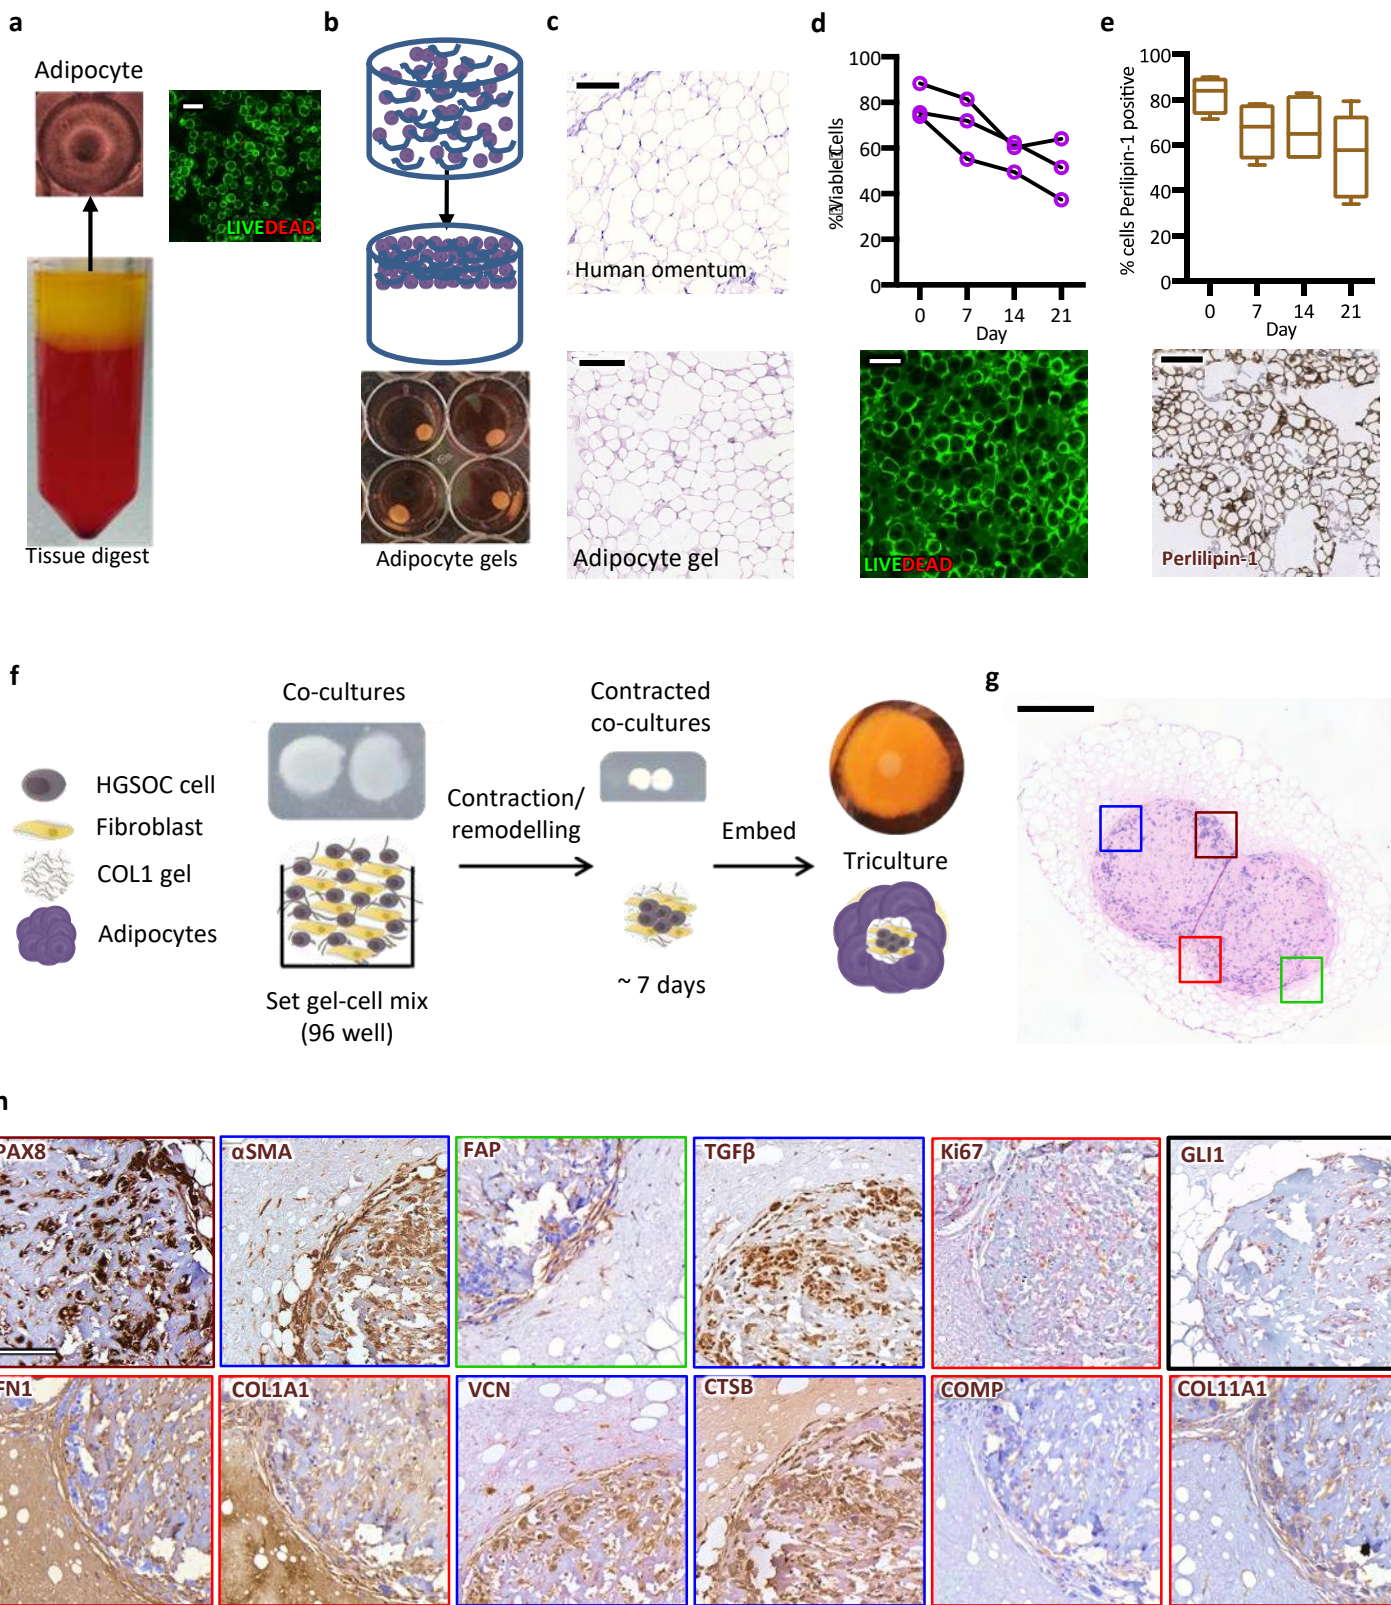 a
Adipocyte
LIVEDEAD
Tissue digest
b
Adipocyte gels
c
Human omentum
Adipocyte gel
d
100
80
60
40
20
0
% Viable Cells
0 7 14 21
Day
LIVEDEAD
e
100
80
60
40
20
0
% cells Perilipin-1 positive
0 7 14 21
Day
Perlilipin-1
f
HGSOC cell
Fibroblast
COL1 gel
Adipocytes
Co-cultures
Set gel-cell mix
(96 well)
Contraction/
remodelling
Contracted
co-cultures
~ 7 days
Embed
Triculture
g
h
PAX8
αSMA
FAP
TGFβ
Ki67
GLI1
FN1
COL1A1
VCN
CTSB
COMP
COL11A1